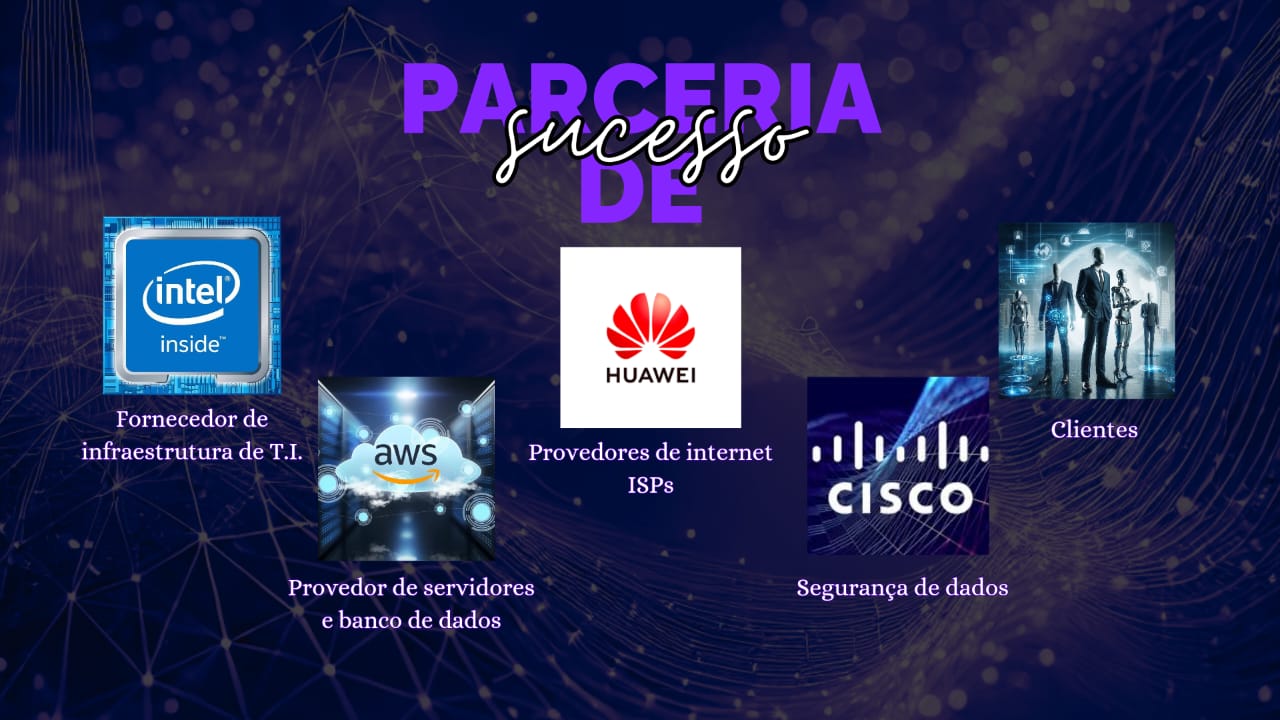 PARCERIA
sucesso
DE
intel®
inside™
Fornecedor de
infraestrutura de T.I.
aws
Provedor de servidores
e banco de dados
HUAWEI
Provedores de internet
ISPs
CISCO
Segurança de dados
Clientes